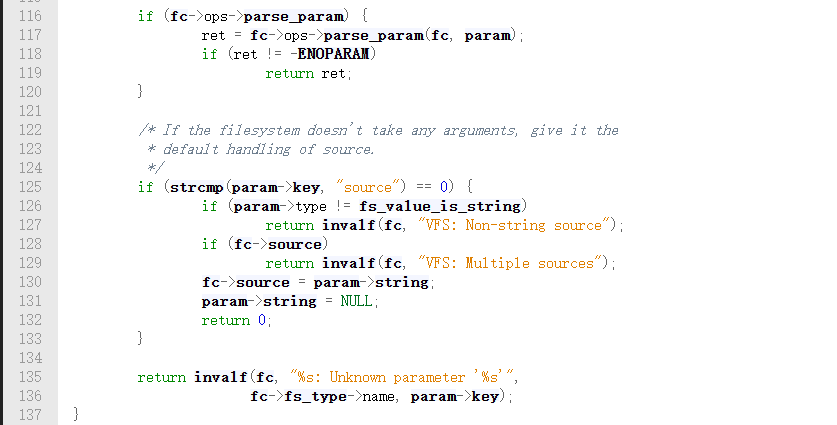 116         if (fc->ops->parse_param) {
117                 ret = fc->ops->parse_param(fc, param);
118                 if (ret != -ENOPARAM)
119                         return ret;
120         }
121
122         /* If the filesystem doesn't take any arguments, give it the
123          * default handling of source.
124          */
125         if (strcmp(param->key, "source") == 0) {
126                 if (param->type != fs_value_is_string)
127                         return invalf(fc, "VFS: Non-string source");
128                 if (fc->source)
129                         return invalf(fc, "VFS: Multiple sources");
130                 fc->source = param->string;
131                 param->string = NULL;
132                 return 0;
133         }
134
135         return invalf(fc, "%s: Unknown parameter '%s'",
136                       fc->fs_type->name, param->key);
137 }